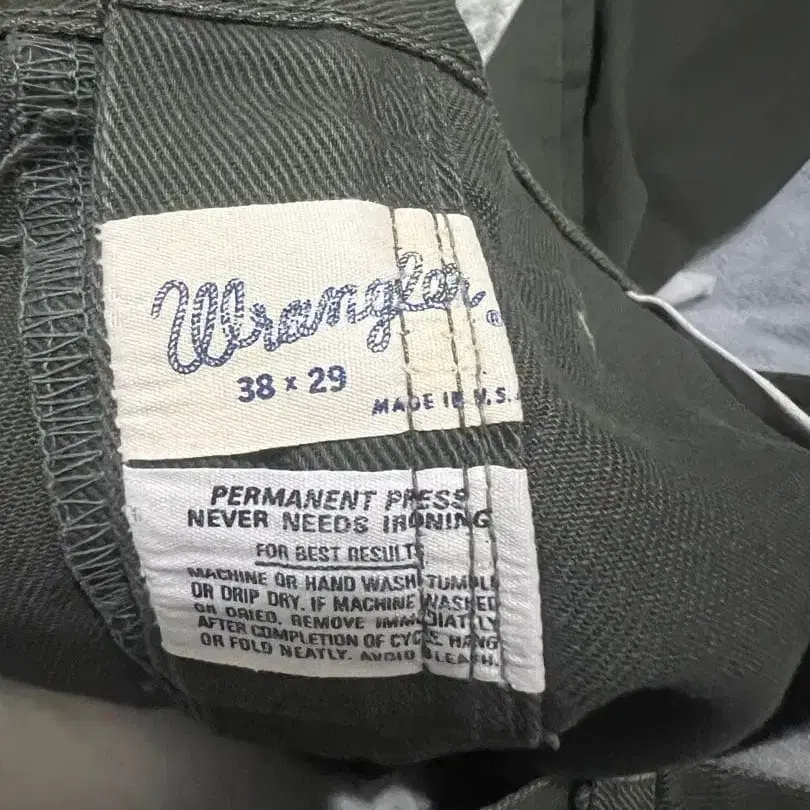 Wrangler®
38 x 29
MADE IN U.S.
PERMANENT PRESS
NEVER NEEDS IRONING
FOR BEST RESULTS
MACHINE OR HAND WASH TUMBLE
OR DRIP DRY. IF MACHINE WASHED
OR DRIED, REMOVE IMMEDIATLY
AFTER COMPLETION OF CYCLE. HANG
OR FOLD NEATLY. AVOID BLEACH.